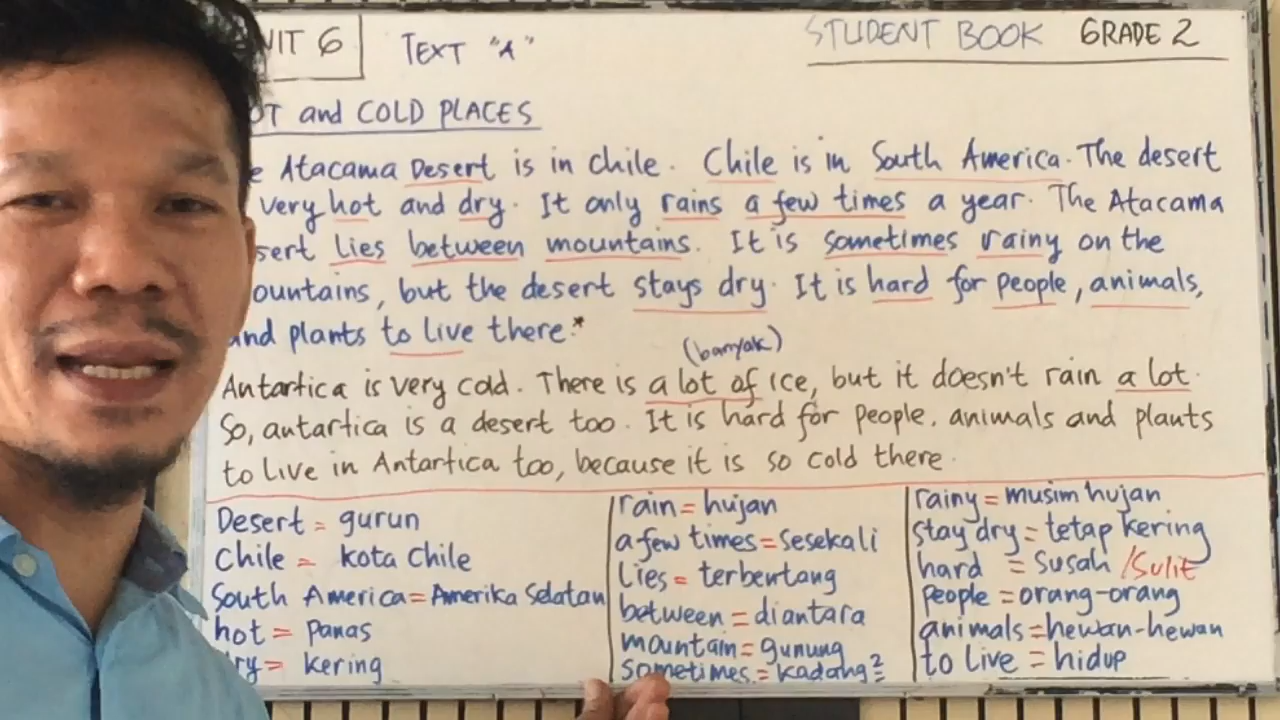 NIT 6
TEXT "A"
STUDENT BOOK GRADE 2
OT and COLD PLACES
e Atacama Desert is in chile. Chile is in South America. The desert
very hot and dry. It only rains a few times a year. The Atacama
sert lies between mountains. It is sometimes rainy on the
ountains, but the desert stays dry. It is hard for people, animals,
and plants to live there.*
(banyak)
Antartica is very cold. There is a lot of ice, but it doesn't rain a lot.
So, antartica is a desert too. It is hard for people, animals and plants
to live in Antartica too, because it is so cold there.
Desert = gurun
Chile = kota Chile
South America = Amerika Selatan
hot = panas
ry = kering
rain = hujan
a few times = sesekali
lies = terbentang
between = diantara
mountain = gunung
sometimes = kadang2
rainy = musim hujan
stay dry = tetap kering
hard = susah /sulit
people = orang-orang
animals = hewan-hewan
to live = hidup